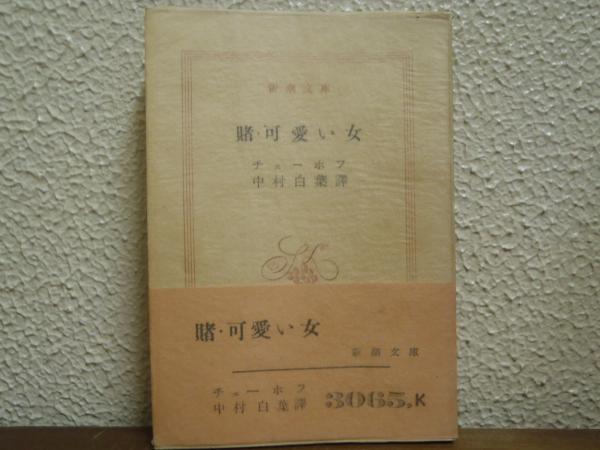 新潮文庫
賭・可愛い女
チェーホフ
中村白葉譯
賭・可愛い女
新潮文庫
チェーホフ
中村白葉譯
3065,K